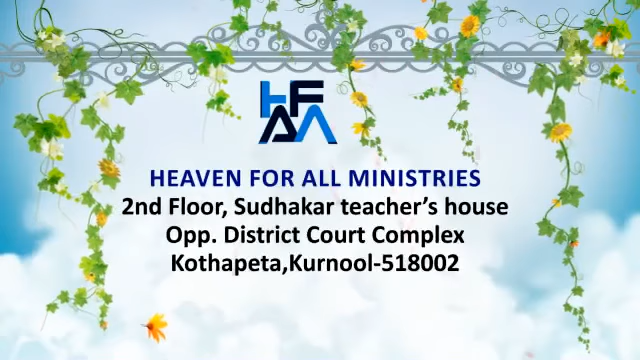 HFAM
HEAVEN FOR ALL MINISTRIES
2nd Floor, Sudhakar teacher’s house
Opp. District Court Complex
Kothapeta,Kurnool-518002